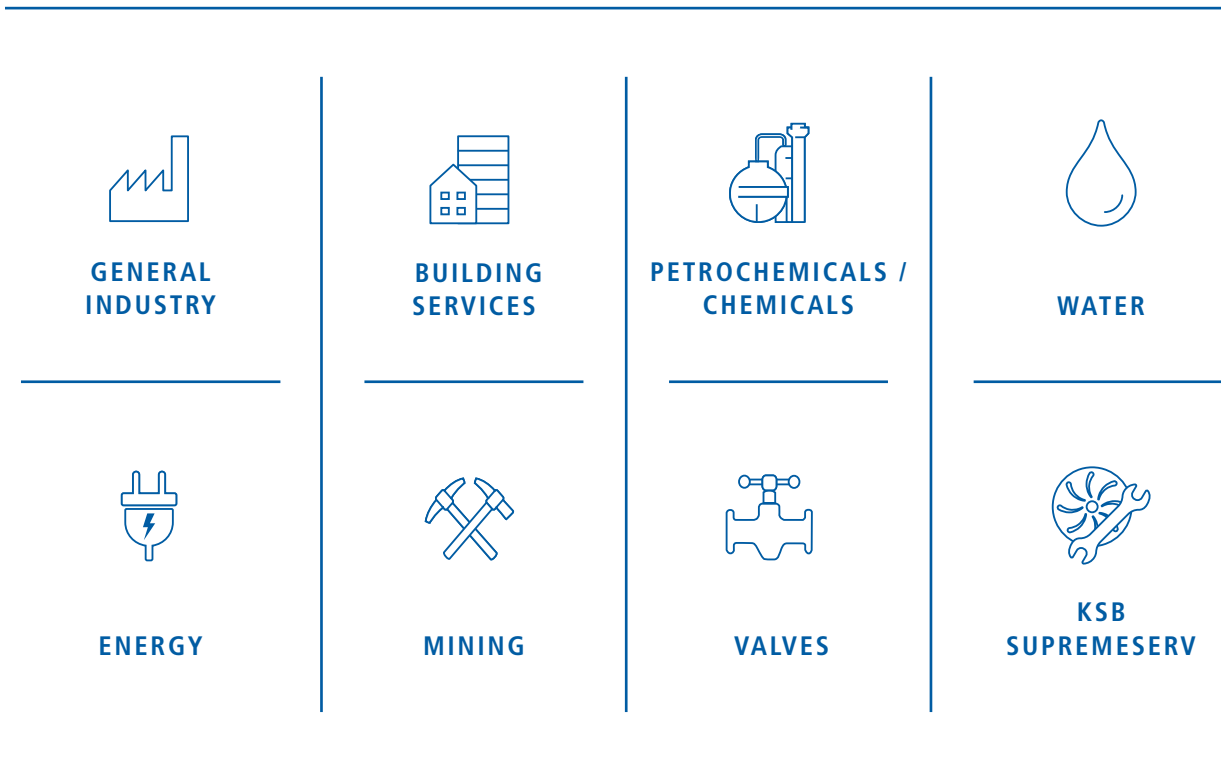 GENERAL
INDUSTRY
BUILDING
SERVICES
PETROCHEMICALS /
CHEMICALS
WATER
ENERGY
MINING
VALVES
KSB
SUPREMESERV